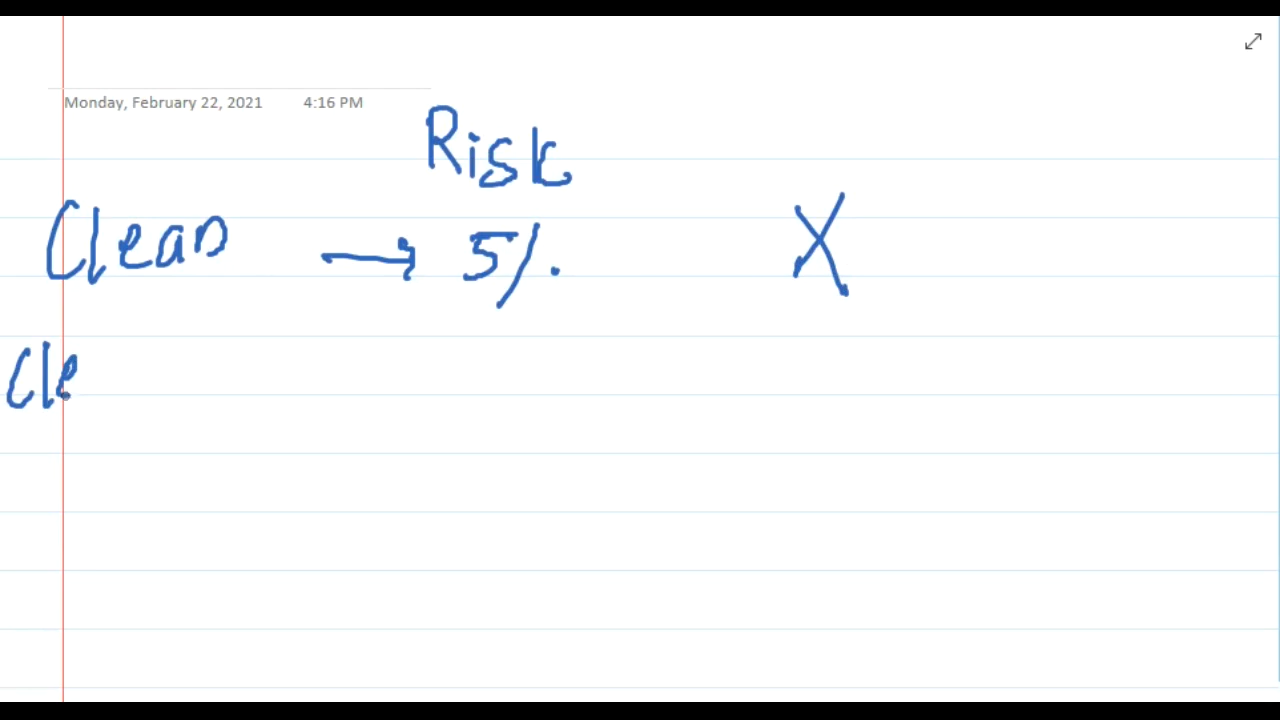 Monday, February 22, 2021 4:16 PM
Risk
Clean → 5% X
Cle